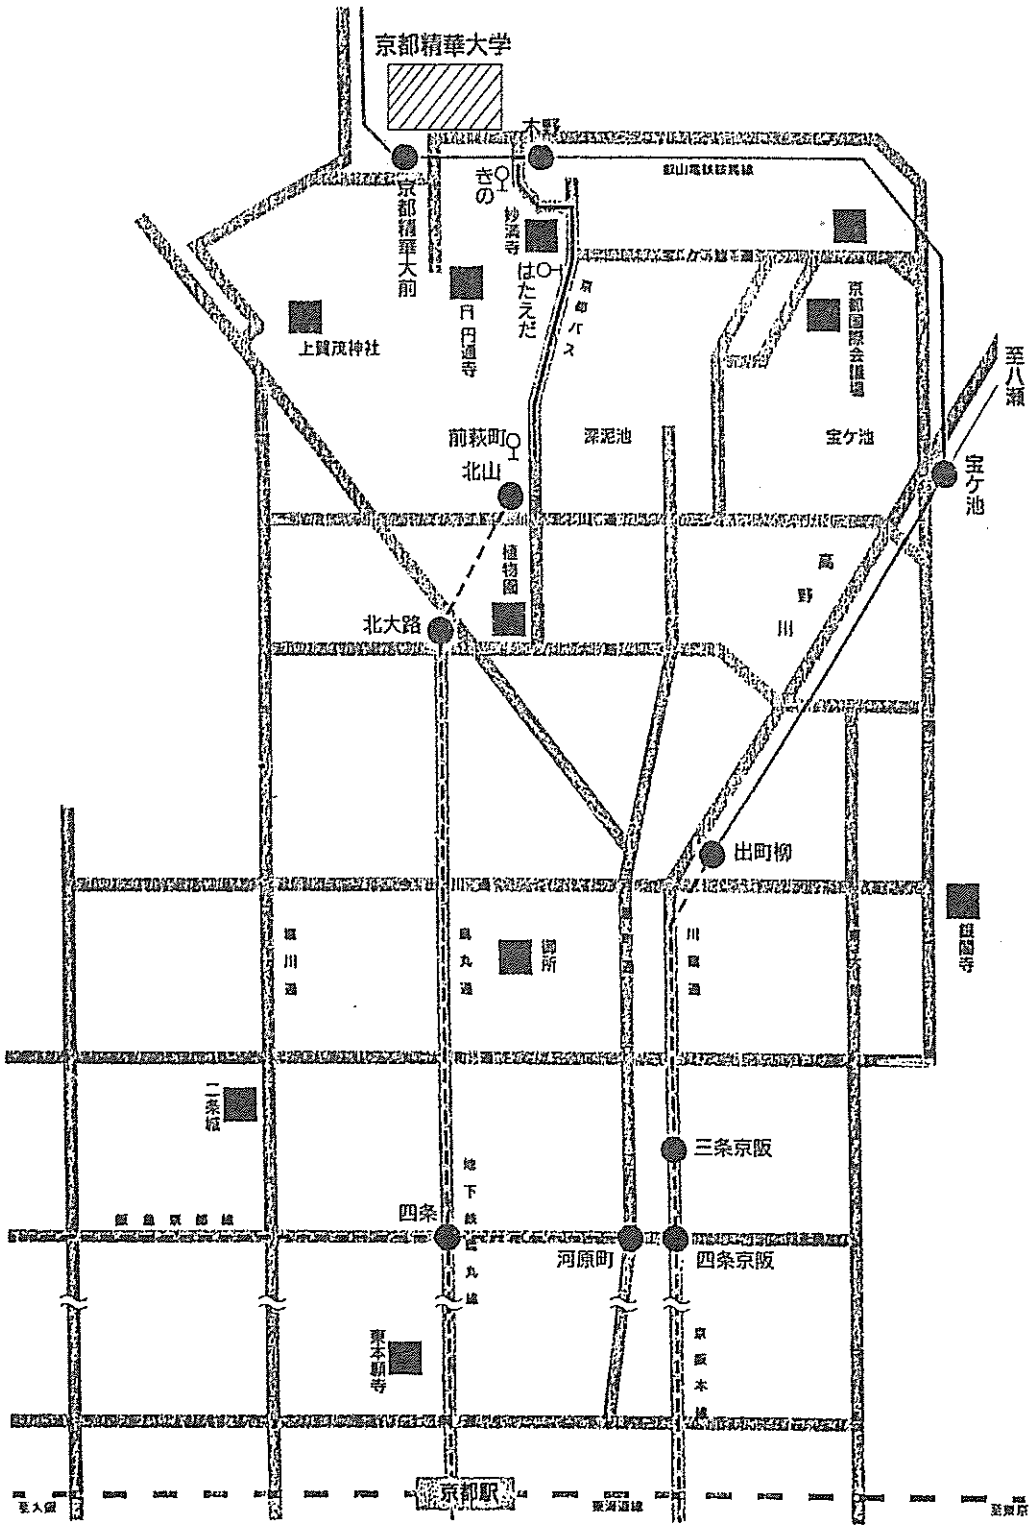 京都精華大学
木野
叡山電鉄鞍馬線
きの
京都精華大前
妙満寺
はたえだ
京都バス
円通寺
上賀茂神社
京都国際会議場
至八瀬
前萩町
北山
深泥池
宝ケ池
宝ケ池
植物園
高野川
北大路
出町柳
堀川通
烏丸通
御所
川端通
銀閣寺
二条城
三条京阪
地下鉄烏丸線
四条
阪急京都線
河原町
四条京阪
東本願寺
京阪本線
京都駅
至大阪
東海道線
至東京